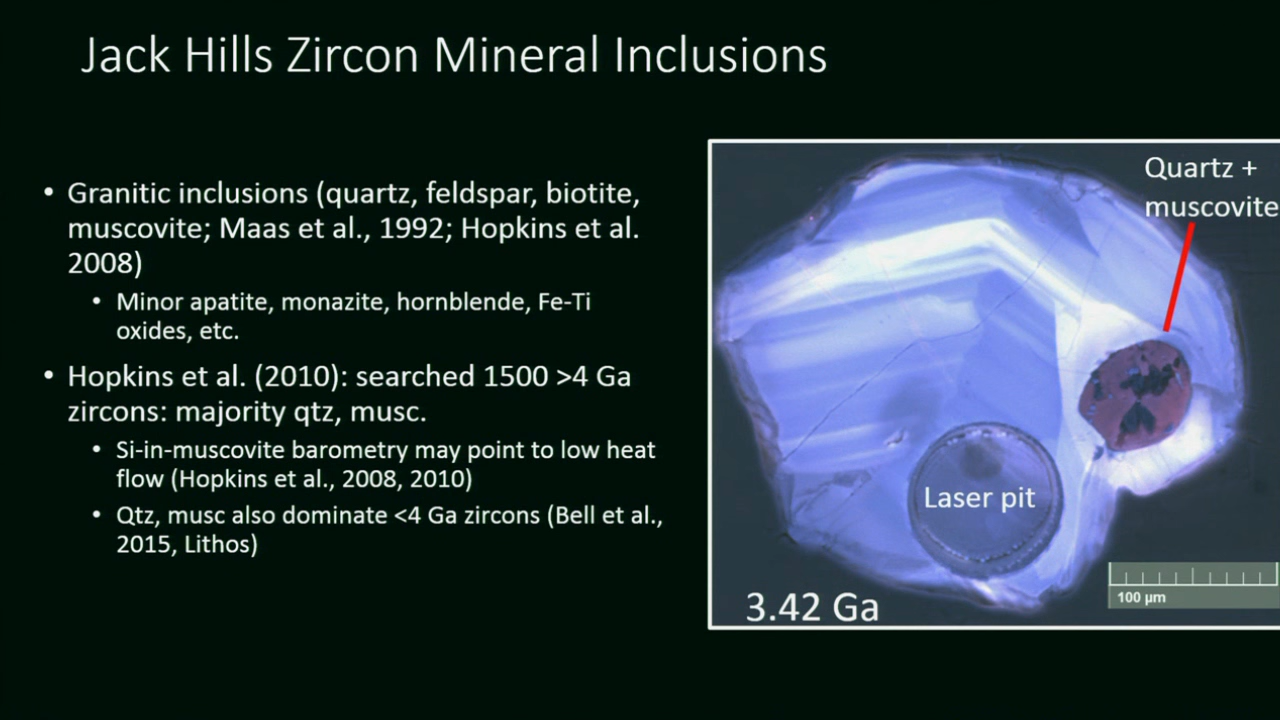 Jack Hills Zircon Mineral Inclusions
• Granitic inclusions (quartz, feldspar, biotite,
muscovite; Maas et al., 1992; Hopkins et al.
2008)
• Minor apatite, monazite, hornblende, Fe-Ti
oxides, etc.
• Hopkins et al. (2010): searched 1500 >4 Ga
zircons: majority qtz, musc.
• Si-in-muscovite barometry may point to low heat
flow (Hopkins et al., 2008, 2010)
• Qtz, musc also dominate <4 Ga zircons (Bell et al.,
2015, Lithos)
Quartz +
muscovite
Laser pit
100 µm
3.42 Ga